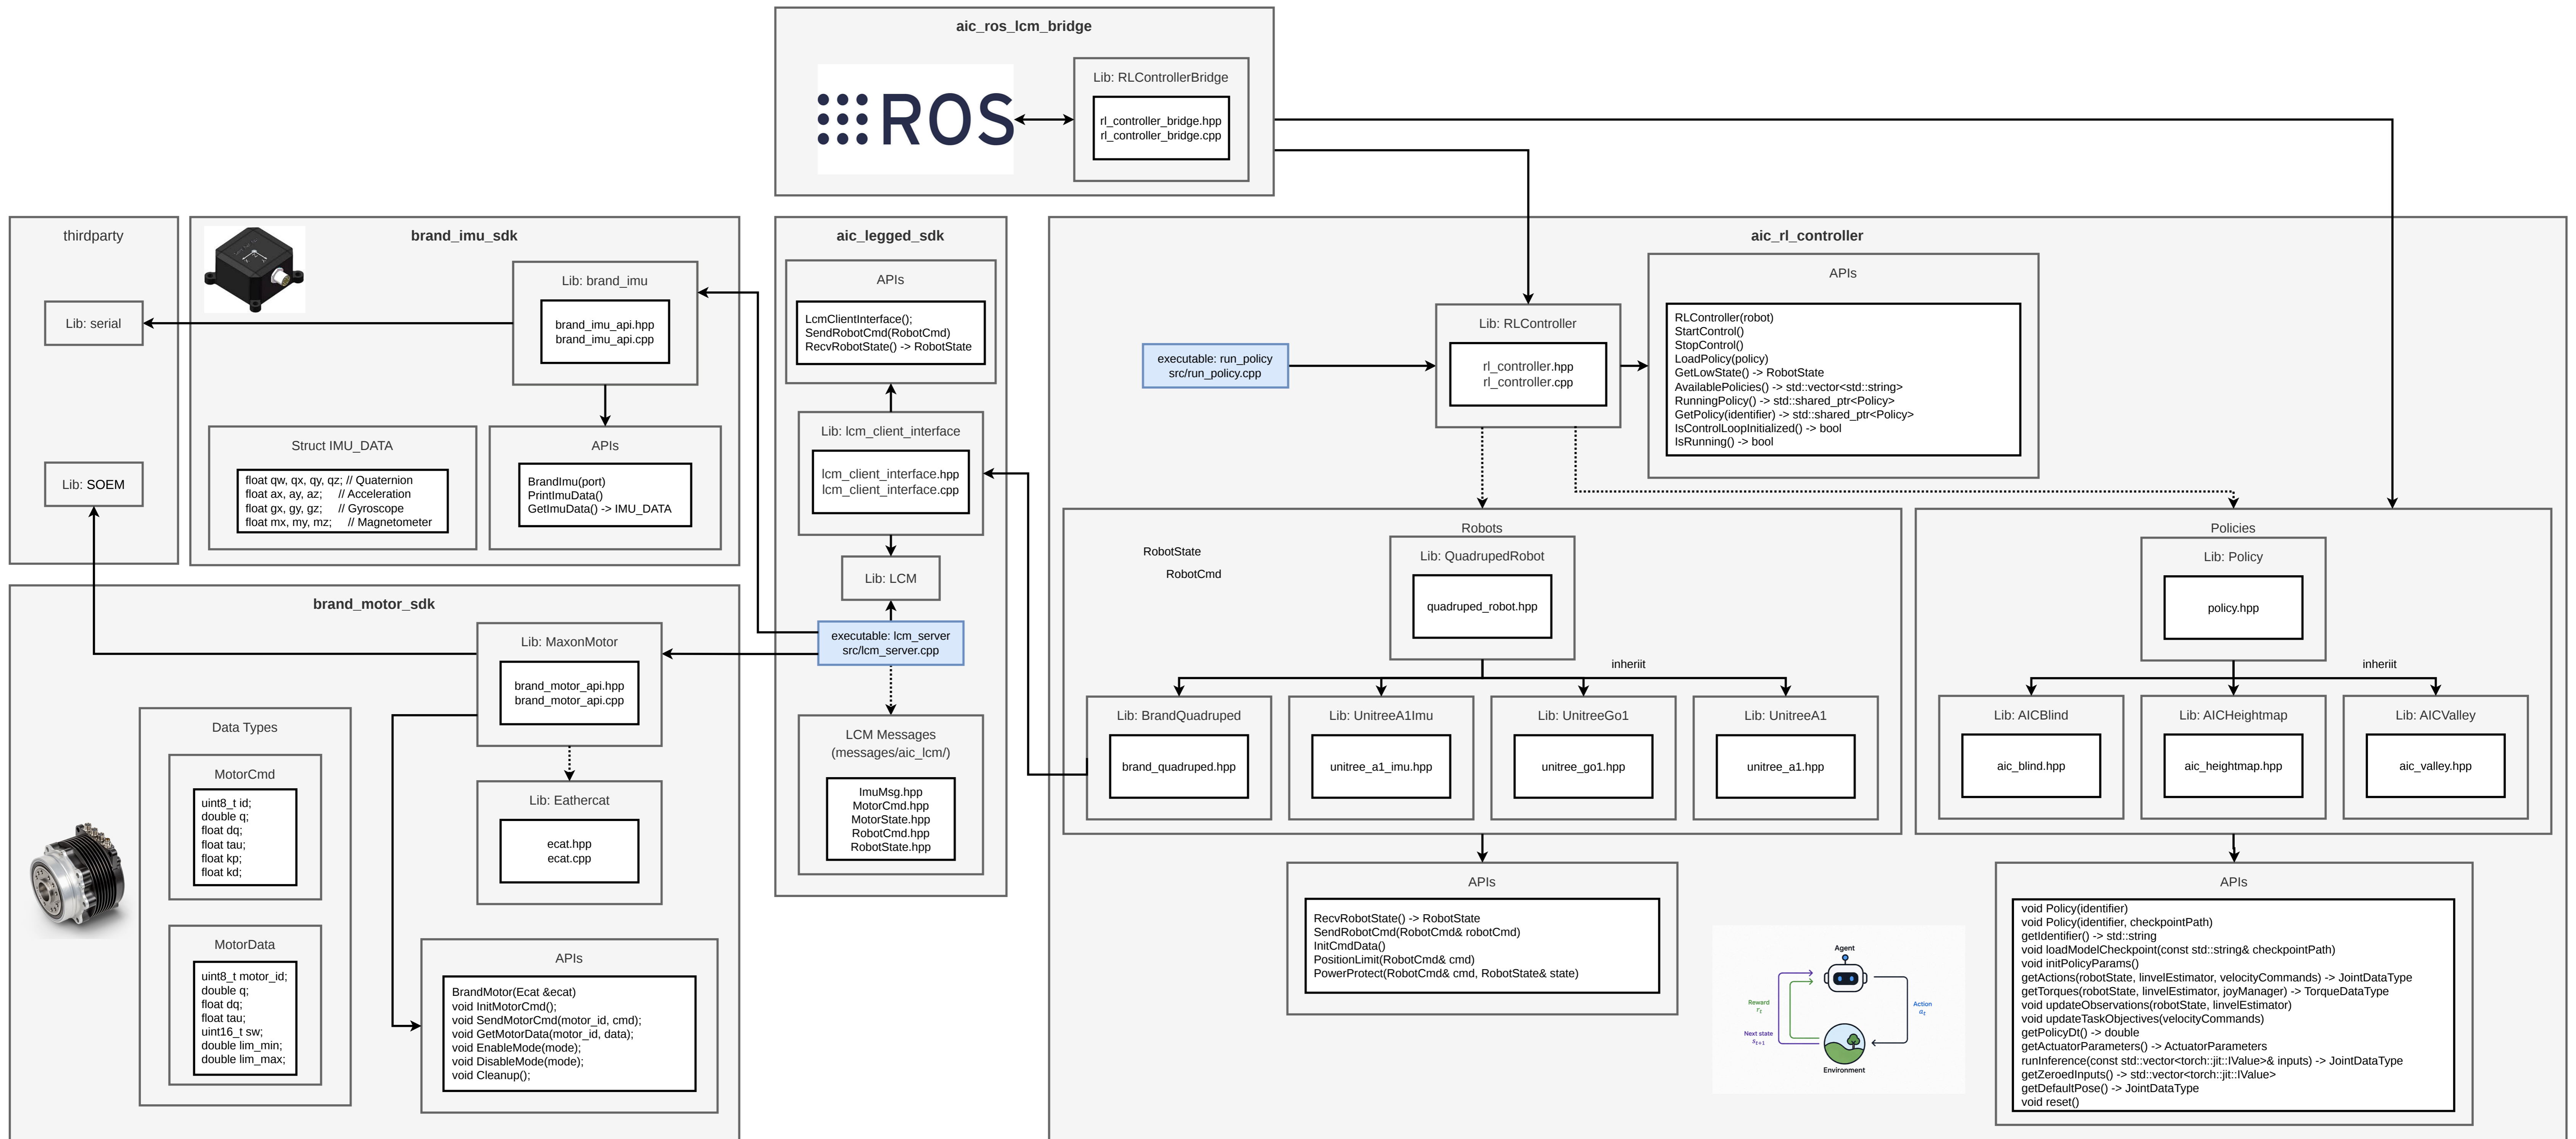 aic_ros_lcm_bridge
ROS
Lib: RLControllerBridge
rl_controller_bridge.hpp
rl_controller_bridge.cpp
thirdparty
Lib: serial
Lib: SOEM
brand_imu_sdk
Lib: brand_imu
brand_imu_api.hpp
brand_imu_api.cpp
Struct IMU_DATA
float qw, qx, qy, qz; // Quaternion
float ax, ay, az; // Acceleration
float gx, gy, gz; // Gyroscope
float mx, my, mz; // Magnetometer
APIs
BrandImu(port)
PrintImuData()
GetImuData() -> IMU_DATA
brand_motor_sdk
Lib: MaxonMotor
brand_motor_api.hpp
brand_motor_api.cpp
Data Types
MotorCmd
uint8_t id;
double q;
float dq;
float tau;
float kp;
float kd;
MotorData
uint8_t motor_id;
double q;
float dq;
float tau;
uint16_t sw;
double lim_min;
double lim_max;
Lib: Eathercat
ecat.hpp
ecat.cpp
APIs
BrandMotor(Ecat &ecat)
void InitMotorCmd();
void SendMotorCmd(motor_id, cmd);
void GetMotorData(motor_id, data);
void EnableMode(mode);
void DisableMode(mode);
void Cleanup();
aic_legged_sdk
APIs
LcmClientInterface();
SendRobotCmd(RobotCmd)
RecvRobotState() -> RobotState
Lib: lcm_client_interface
lcm_client_interface.hpp
lcm_client_interface.cpp
Lib: LCM
executable: lcm_server
src/lcm_server.cpp
LCM Messages
(messages/aic_lcm/)
ImuMsg.hpp
MotorCmd.hpp
MotorState.hpp
RobotCmd.hpp
RobotState.hpp
aic_rl_controller
executable: run_policy
src/run_policy.cpp
Lib: RLController
rl_controller.hpp
rl_controller.cpp
APIs
RLController(robot)
StartControl()
StopControl()
LoadPolicy(policy)
GetLowState() -> RobotState
AvailablePolicies() -> std::vector<std::string>
RunningPolicy() -> std::shared_ptr<Policy>
GetPolicy(identifier) -> std::shared_ptr<Policy>
IsControlLoopInitialized() -> bool
IsRunning() -> bool
Robots
RobotState
RobotCmd
Lib: QuadrupedRobot
quadruped_robot.hpp
inheriit
Lib: BrandQuadruped
brand_quadruped.hpp
Lib: UnitreeA1Imu
unitree_a1_imu.hpp
Lib: UnitreeGo1
unitree_go1.hpp
Lib: UnitreeA1
unitree_a1.hpp
APIs
RecvRobotState() -> RobotState
SendRobotCmd(RobotCmd& robotCmd)
InitCmdData()
PositionLimit(RobotCmd& cmd)
PowerProtect(RobotCmd& cmd, RobotState& state)
Policies
Lib: Policy
policy.hpp
inheriit
Lib: AICBlind
aic_blind.hpp
Lib: AICHeightmap
aic_heightmap.hpp
Lib: AICValley
aic_valley.hpp
Agent
Reward
r_t
Next state
s_{t+1}
Action
a_t
Environment
APIs
void Policy(identifier)
void Policy(identifier, checkpointPath)
getIdentifier() -> std::string
void loadModelCheckpoint(const std::string& checkpointPath)
void initPolicyParams()
getActions(robotState, linvelEstimator, velocityCommands) -> JointDataType
getTorques(robotState, linvelEstimator, joyManager) -> TorqueDataType
void updateObservations(robotState, linvelEstimator)
void updateTaskObjectives(velocityCommands)
getPolicyDt() -> double
getActuatorParameters() -> ActuatorParameters
runInference(const std::vector<torch::jit::IValue>& inputs) -> JointDataType
getZeroedInputs() -> std::vector<torch::jit::IValue>
getDefaultPose() -> JointDataType
void reset()